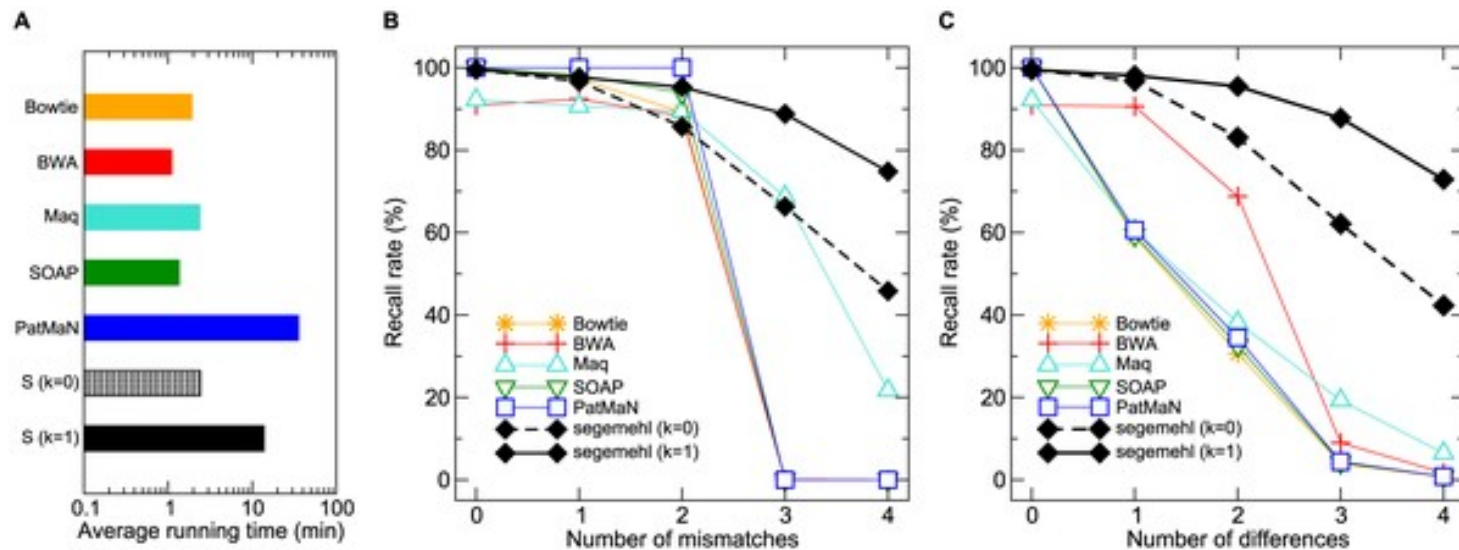 A
Bowtie
BWA
Maq
SOAP
PatMaN
S (k=0)
S (k=1)
0.1 1 10 100
Average running time (min)
B
100
80
60
40
20
0
Recall rate (%)
Bowtie
BWA
Maq
SOAP
PatMaN
segemehl (k=0)
segemehl (k=1)
0 1 2 3 4
Number of mismatches
C
100
80
60
40
20
0
Recall rate (%)
Bowtie
BWA
Maq
SOAP
PatMaN
segemehl (k=0)
segemehl (k=1)
0 1 2 3 4
Number of differences